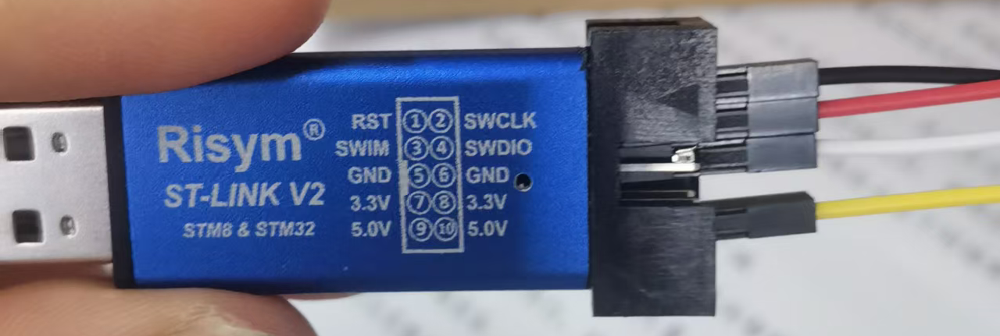 Risym®
ST-LINK V2
STM8 & STM32
RST ① ② SWCLK
SWIM ③ ④ SWDIO
GND ⑤ ⑥ GND
3.3V ⑦ ⑧ 3.3V
5.0V ⑨ ⑩ 5.0V